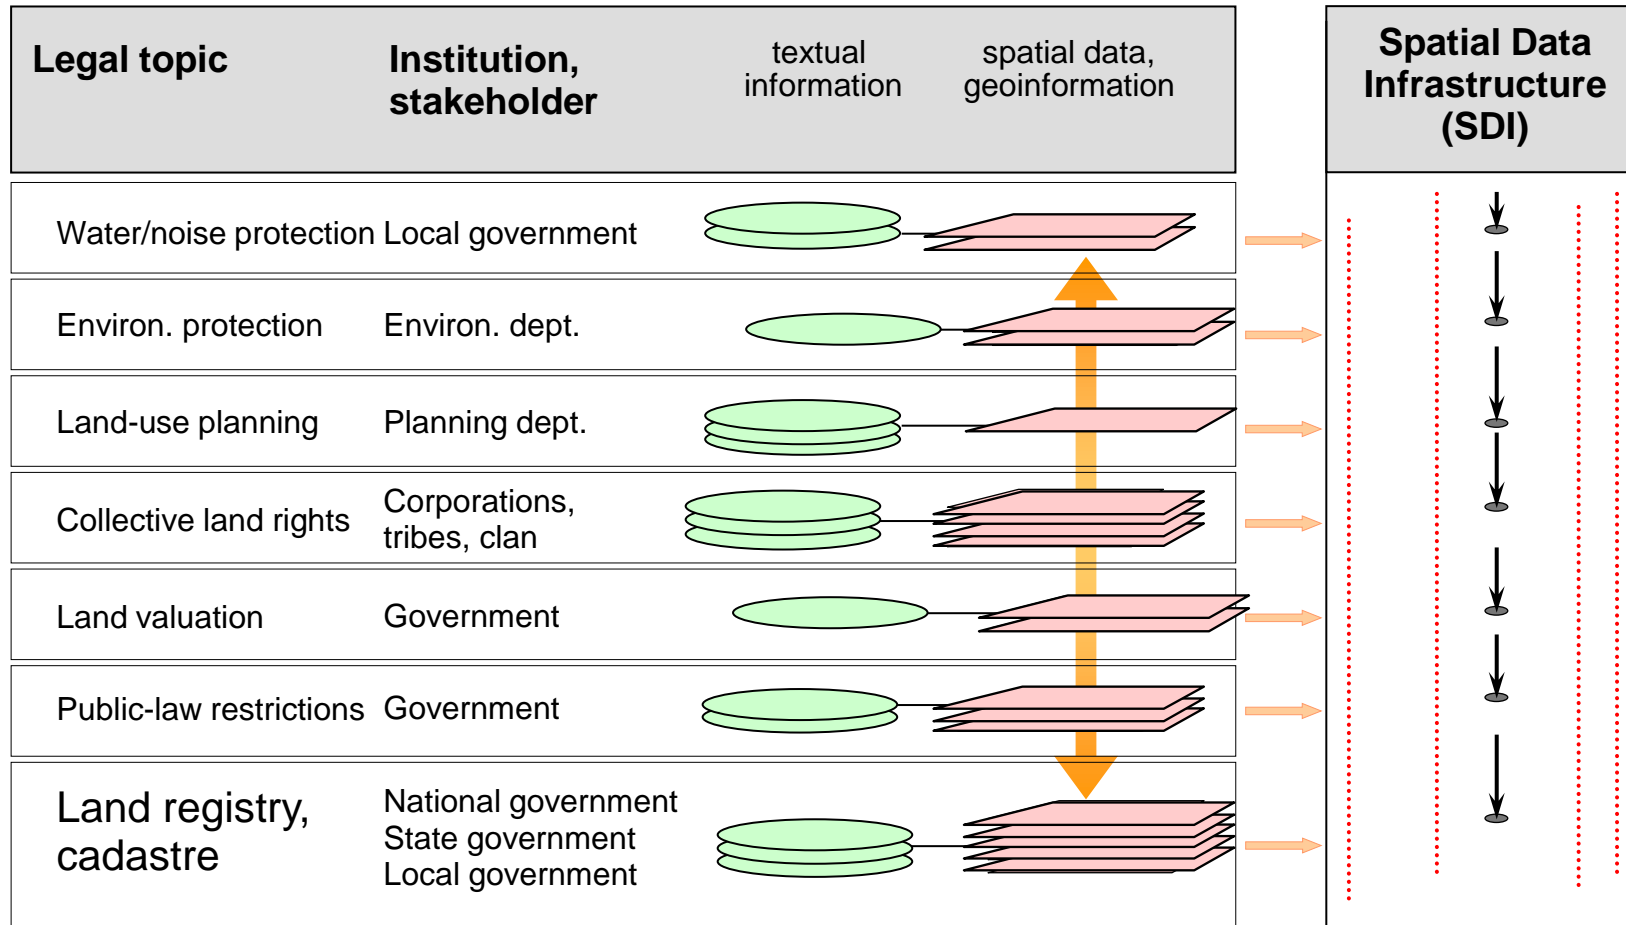 Legal topic
Institution,
stakeholder
textual
information
spatial data,
geoinformation
Spatial Data
Infrastructure
(SDI)
Water/noise protection
Local government
Environ. protection
Environ. dept.
Land-use planning
Planning dept.
Collective land rights
Corporations,
tribes, clan
Land valuation
Government
Public-law restrictions
Government
Land registry,
cadastre
National government
State government
Local government